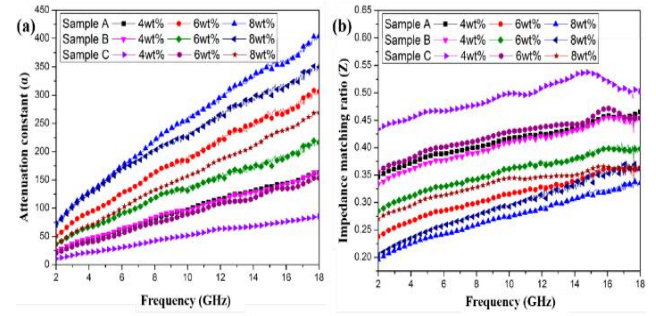 (a)
Sample A 4wt% 6wt% 8wt%
Sample B 4wt% 6wt% 8wt%
Sample C 4wt% 6wt% 8wt%
450
400
350
300
250
200
150
100
50
0
Attenuation constant (α)
2 4 6 8 10 12 14 16 18
Frequency (GHz)
(b)
Sample A 4wt% 6wt% 8wt%
Sample B 4wt% 6wt% 8wt%
Sample C 4wt% 6wt% 8wt%
0.65
0.60
0.55
0.50
0.45
0.40
0.35
0.30
0.25
0.20
Impedance matching ratio (Z)
2 4 6 8 10 12 14 16 18
Frequency (GHz)